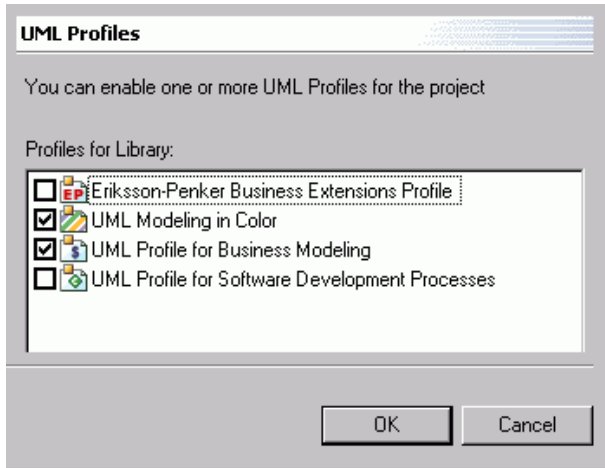 UML Profiles
You can enable one or more UML Profiles for the project
Profiles for Library:
EP Eriksson-Penker Business Extensions Profile
UML Modeling in Color
$ UML Profile for Business Modeling
UML Profile for Software Development Processes
OK Cancel